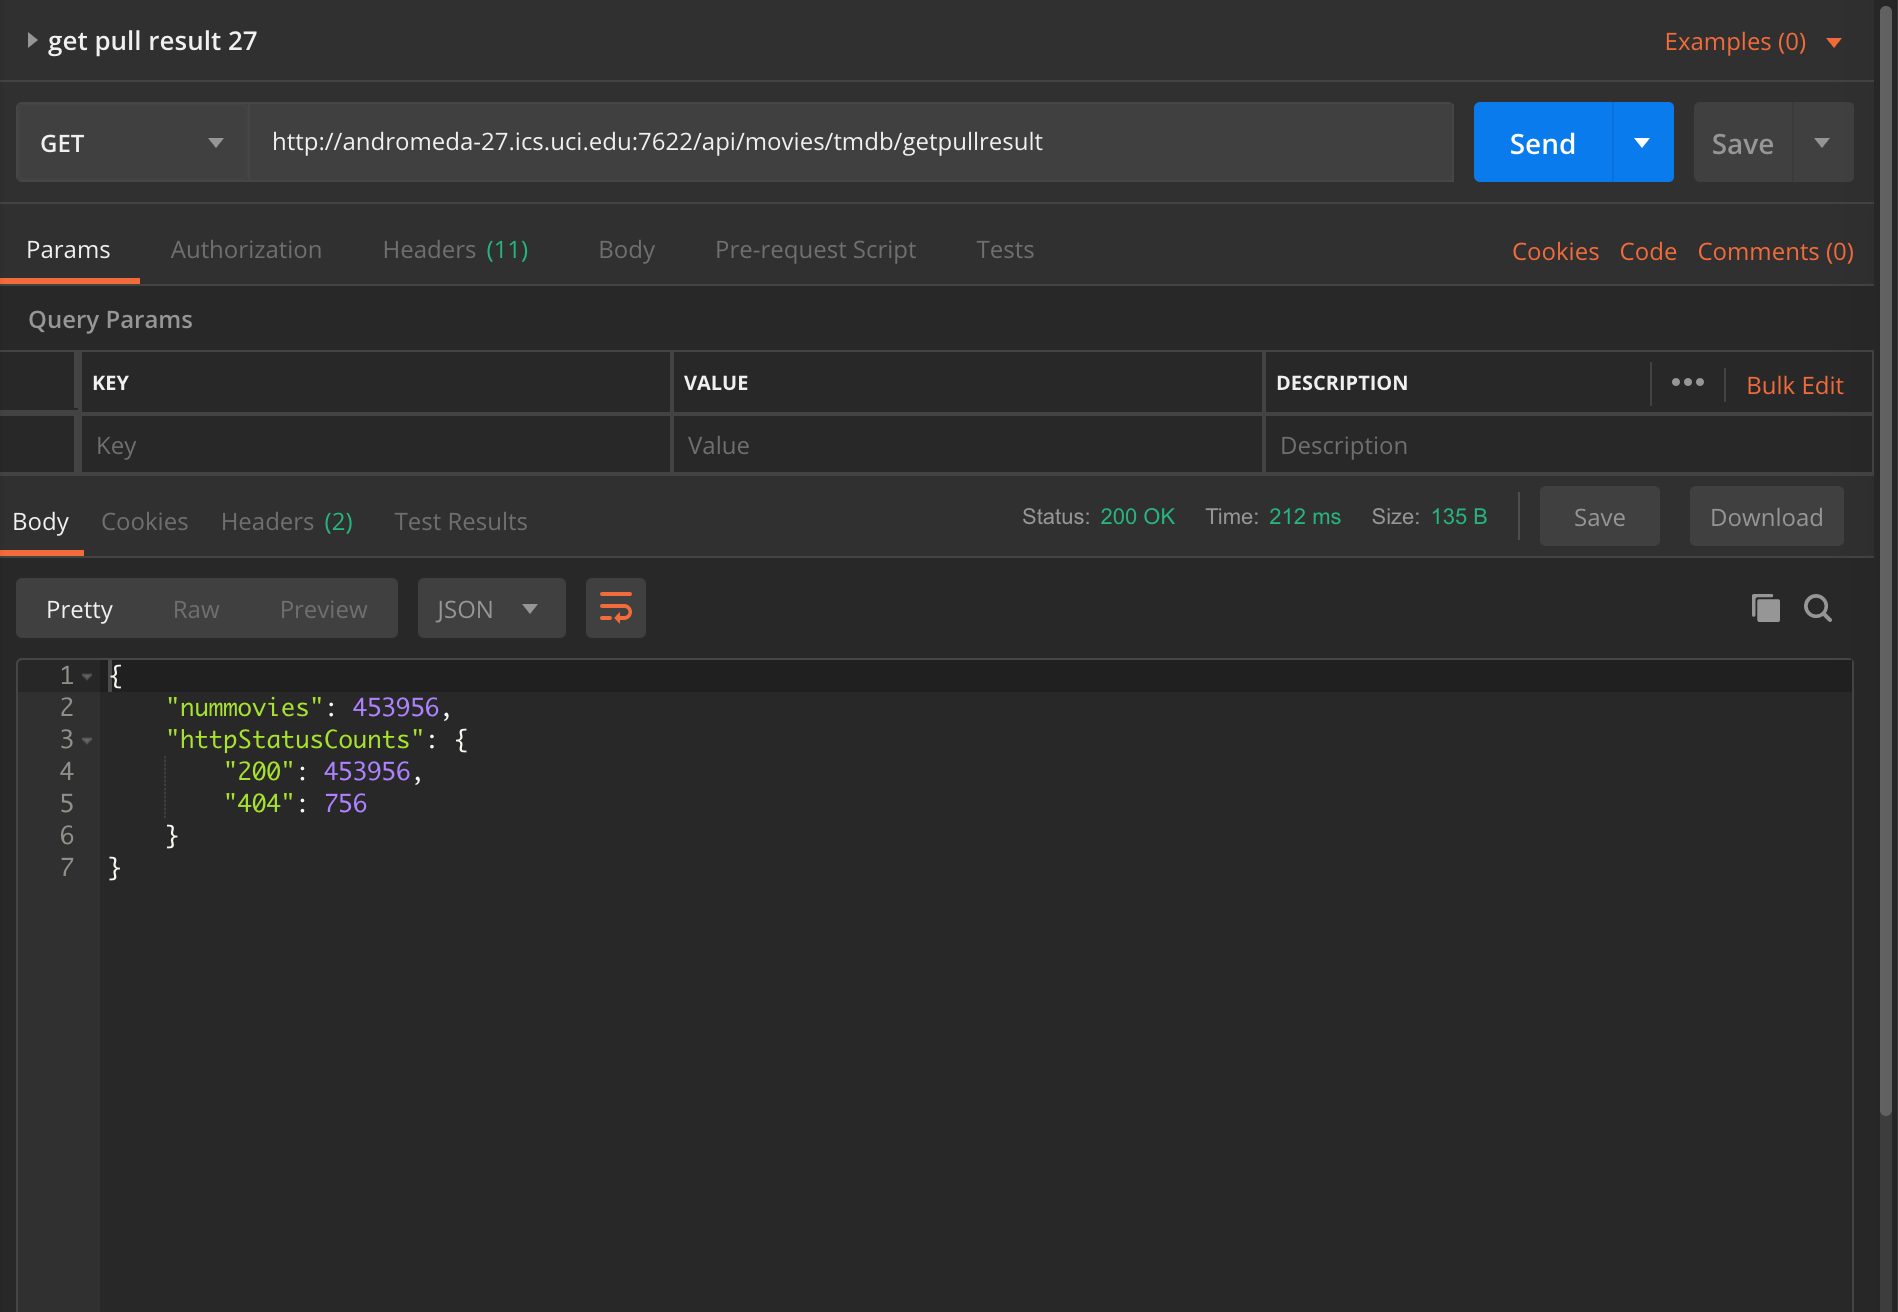 get pull result 27
Examples (0)
GET
http://andromeda-27.ics.uci.edu:7622/api/movies/tmdb/getpullresult
Send
Save
Params Authorization Headers (11) Body Pre-request Script Tests
Cookies Code Comments (0)
Query Params
KEY VALUE DESCRIPTION ••• Bulk Edit
Key Value Description
Body Cookies Headers (2) Test Results
Status: 200 OK Time: 212 ms Size: 135 B
Save Download
Pretty Raw Preview JSON
1 {
2 "nummovies": 453956,
3 "httpStatusCounts": {
4 "200": 453956,
5 "404": 756
6 }
7 }